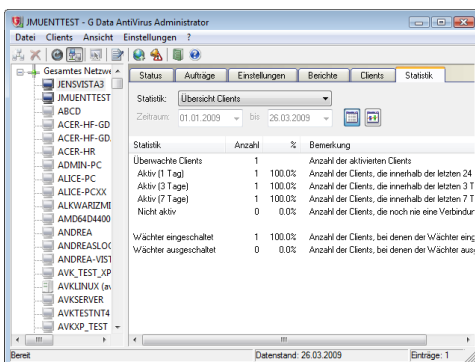 JMUENTTEST - G Data AntiVirus Administrator
Datei Clients Ansicht Einstellungen ?
Gesamtes Netzwe
JENSVISTA3
JMUENTTEST
ABCD
ACER-HF-GD
ACER-HF-GD.
ACER-HR
ADMIN-PC
ALICE-PC
ALICE-PCXX
ALKWARIZMI
AMD64D4400
ANDREA
ANDREASLOC
ANDREA-VIST
AVK_TEST_XP
AVKLINUX (av
AVKSERVER
AVKTESTNT4
AVKXP_TEST
Status Aufträge Einstellungen Berichte Clients Statistik
Statistik: Übersicht Clients
Zeitraum: 01.01.2009 bis 26.03.2009
Statistik Anzahl % Bemerkung
Überwachte Clients 1 Anzahl der aktivierten Clients
Aktiv (1 Tag) 1 100.0% Anzahl der Clients, die innerhalb der letzten 24
Aktiv (3 Tage) 1 100.0% Anzahl der Clients, die innerhalb der letzten 3 T
Aktiv (7 Tage) 1 100.0% Anzahl der Clients, die innerhalb der letzten 7 T
Nicht aktiv 0 0.0% Anzahl der Clients, die noch nie eine Verbindun
Wächter eingeschaltet 1 100.0% Anzahl der Clients, bei denen der Wächter eing
Wächter ausgeschaltet 0 0.0% Anzahl der Clients, bei denen der Wächter aus
Bereit Datenstand: 26.03.2009 Einträge: 1